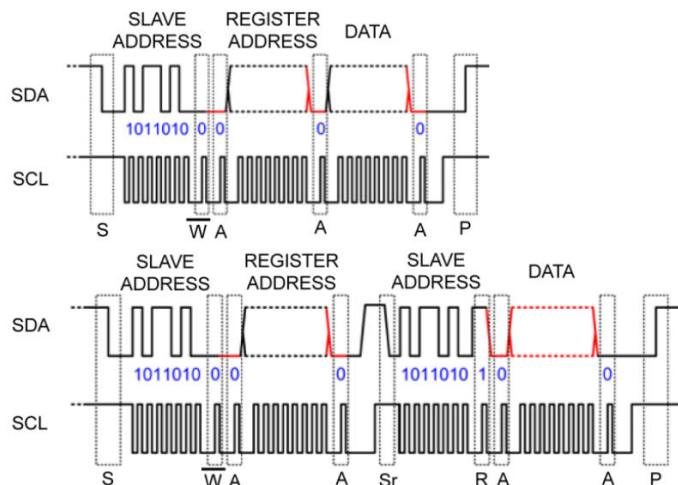 SLAVE ADDRESS REGISTER ADDRESS DATA
SDA
1011010 0 0 0 0
SCL
S W A A A P
SLAVE ADDRESS REGISTER ADDRESS SLAVE ADDRESS DATA
SDA
1011010 0 0 0 1011010 1 0 0
SCL
S W A A Sr R A A P